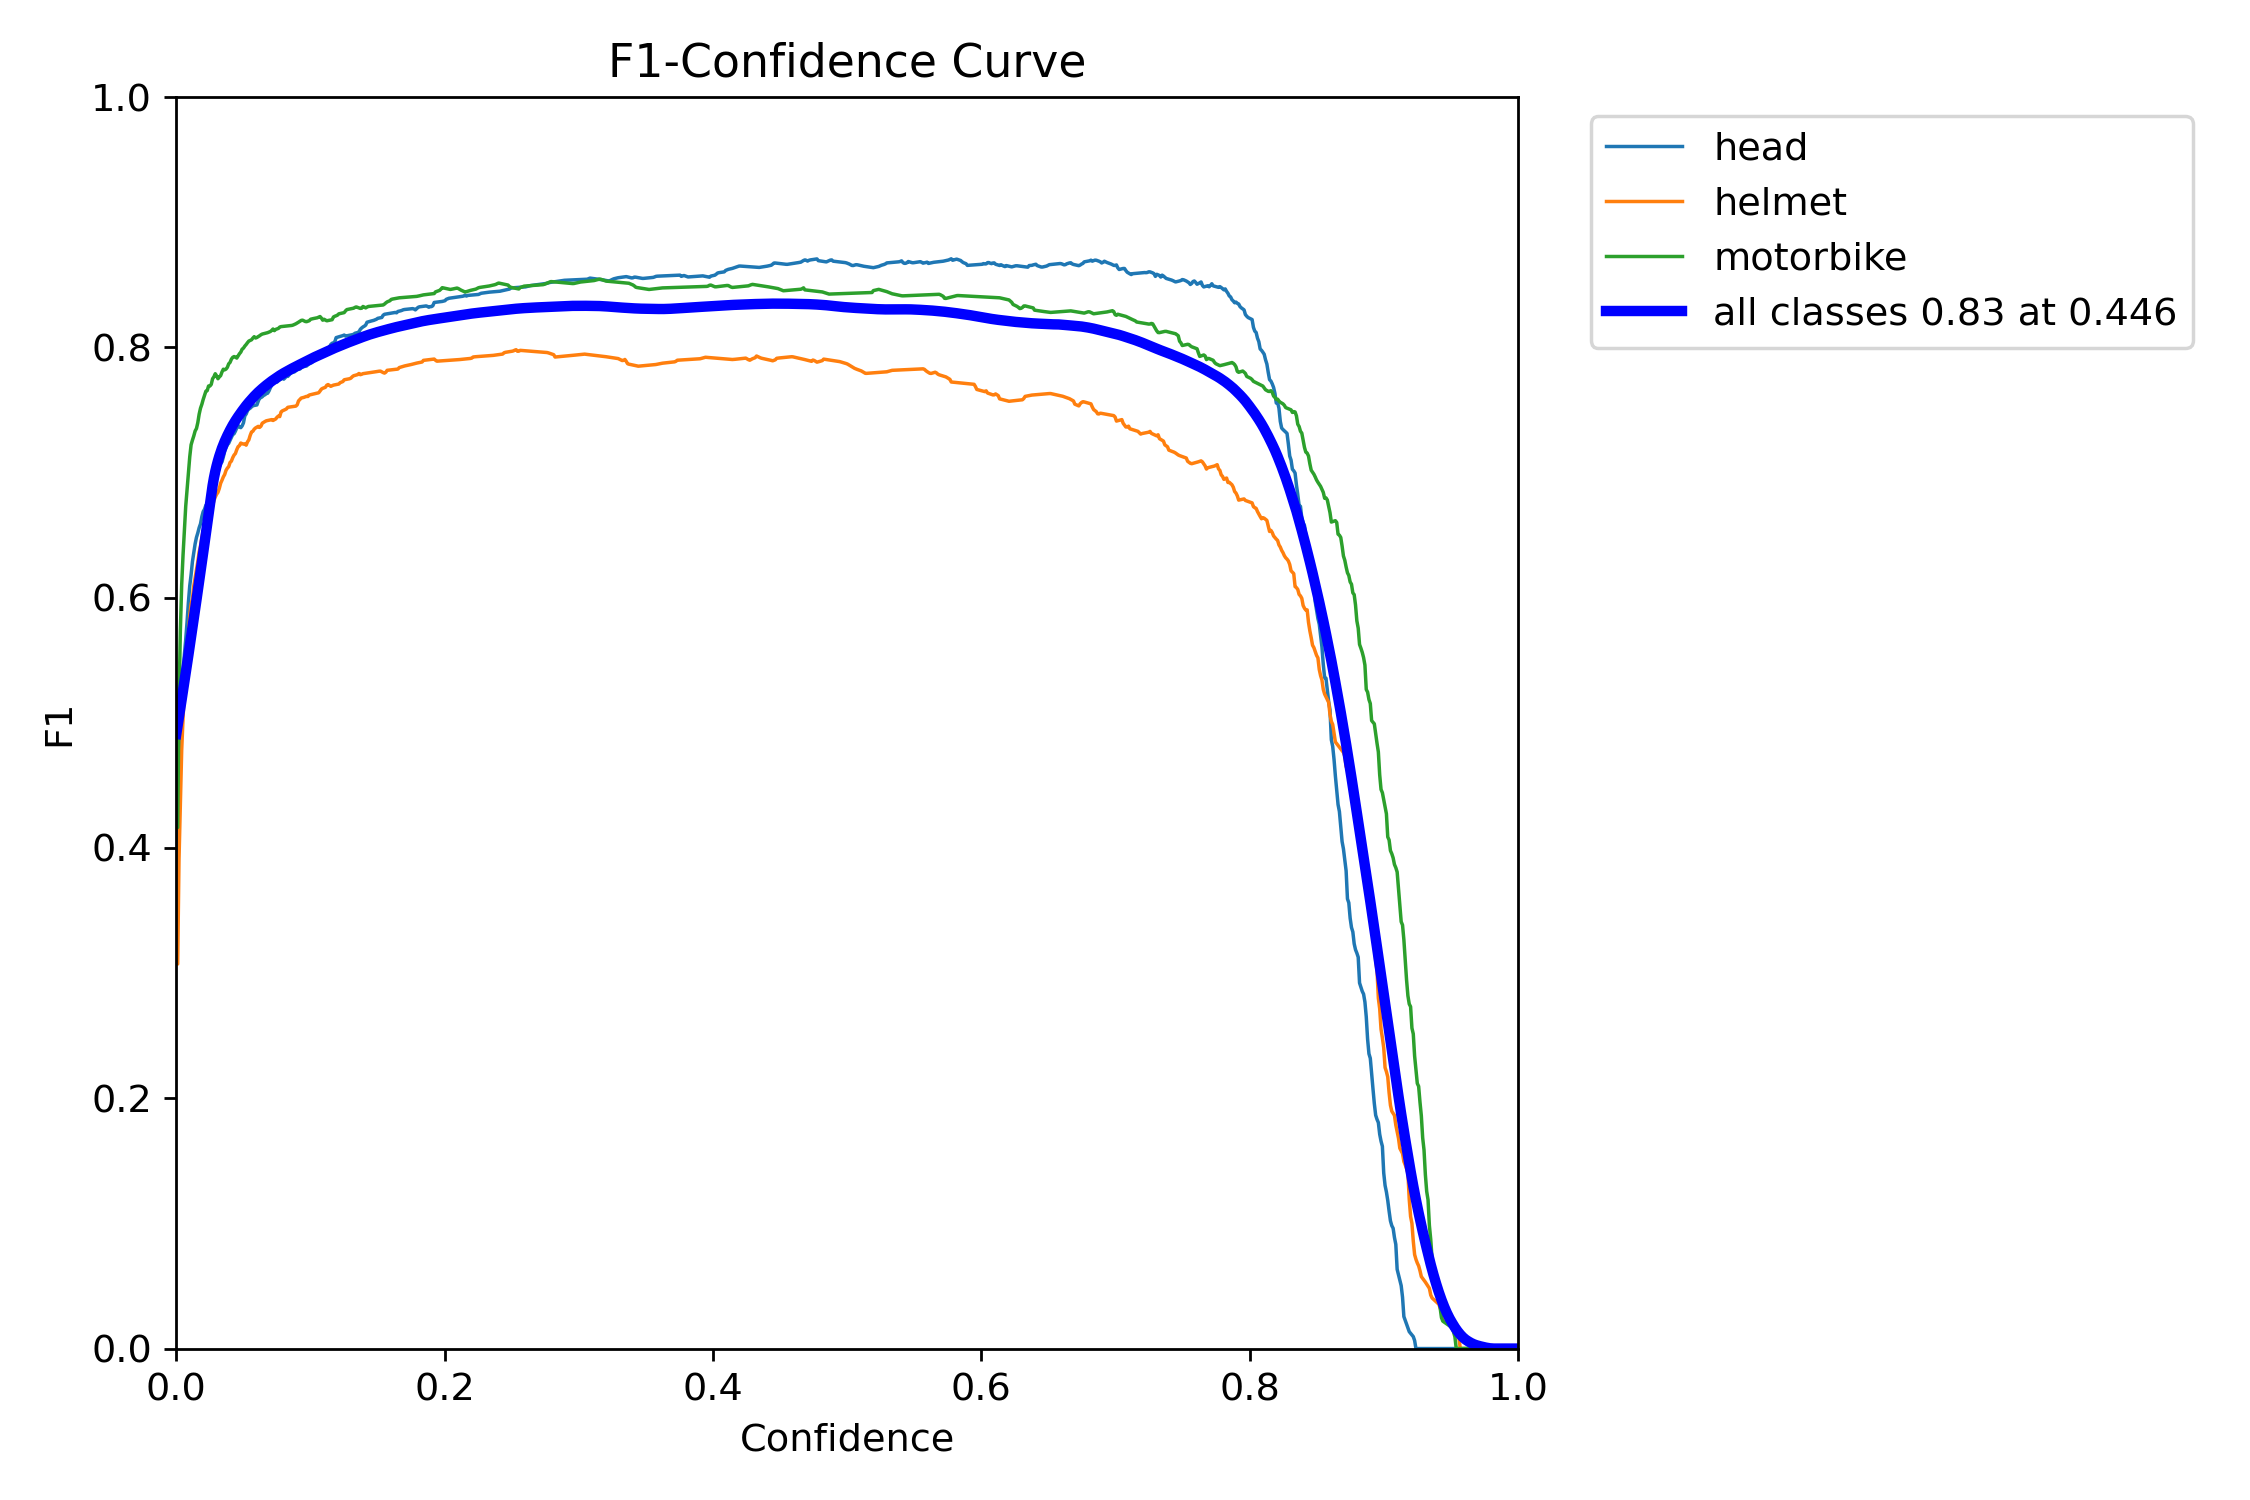 F1-Confidence Curve
1.0
0.8
0.6
0.4
0.2
0.0
F1
0.0 0.2 0.4 0.6 0.8 1.0
Confidence
head
helmet
motorbike
all classes 0.83 at 0.446